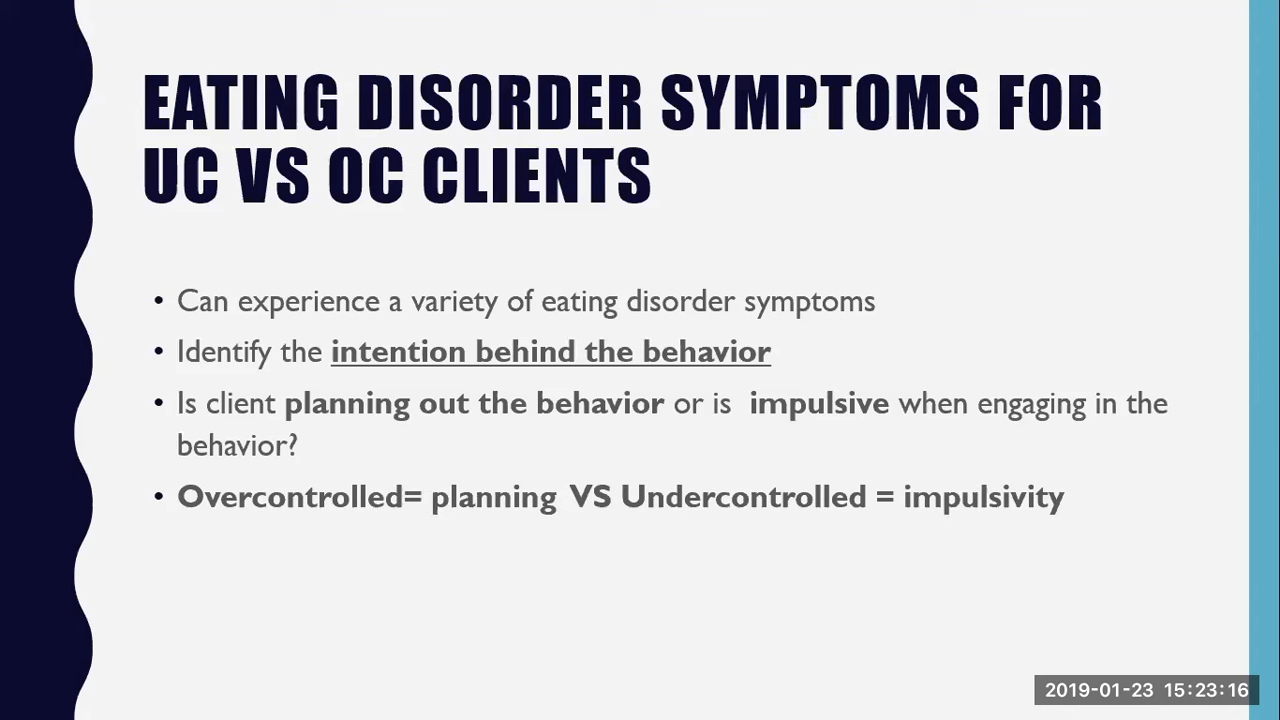 EATING DISORDER SYMPTOMS FOR
UC VS OC CLIENTS
• Can experience a variety of eating disorder symptoms
• Identify the intention behind the behavior
• Is client planning out the behavior or is  impulsive when engaging in the
behavior?
• Overcontrolled= planning  VS Undercontrolled = impulsivity
2019-01-23  15:23:16